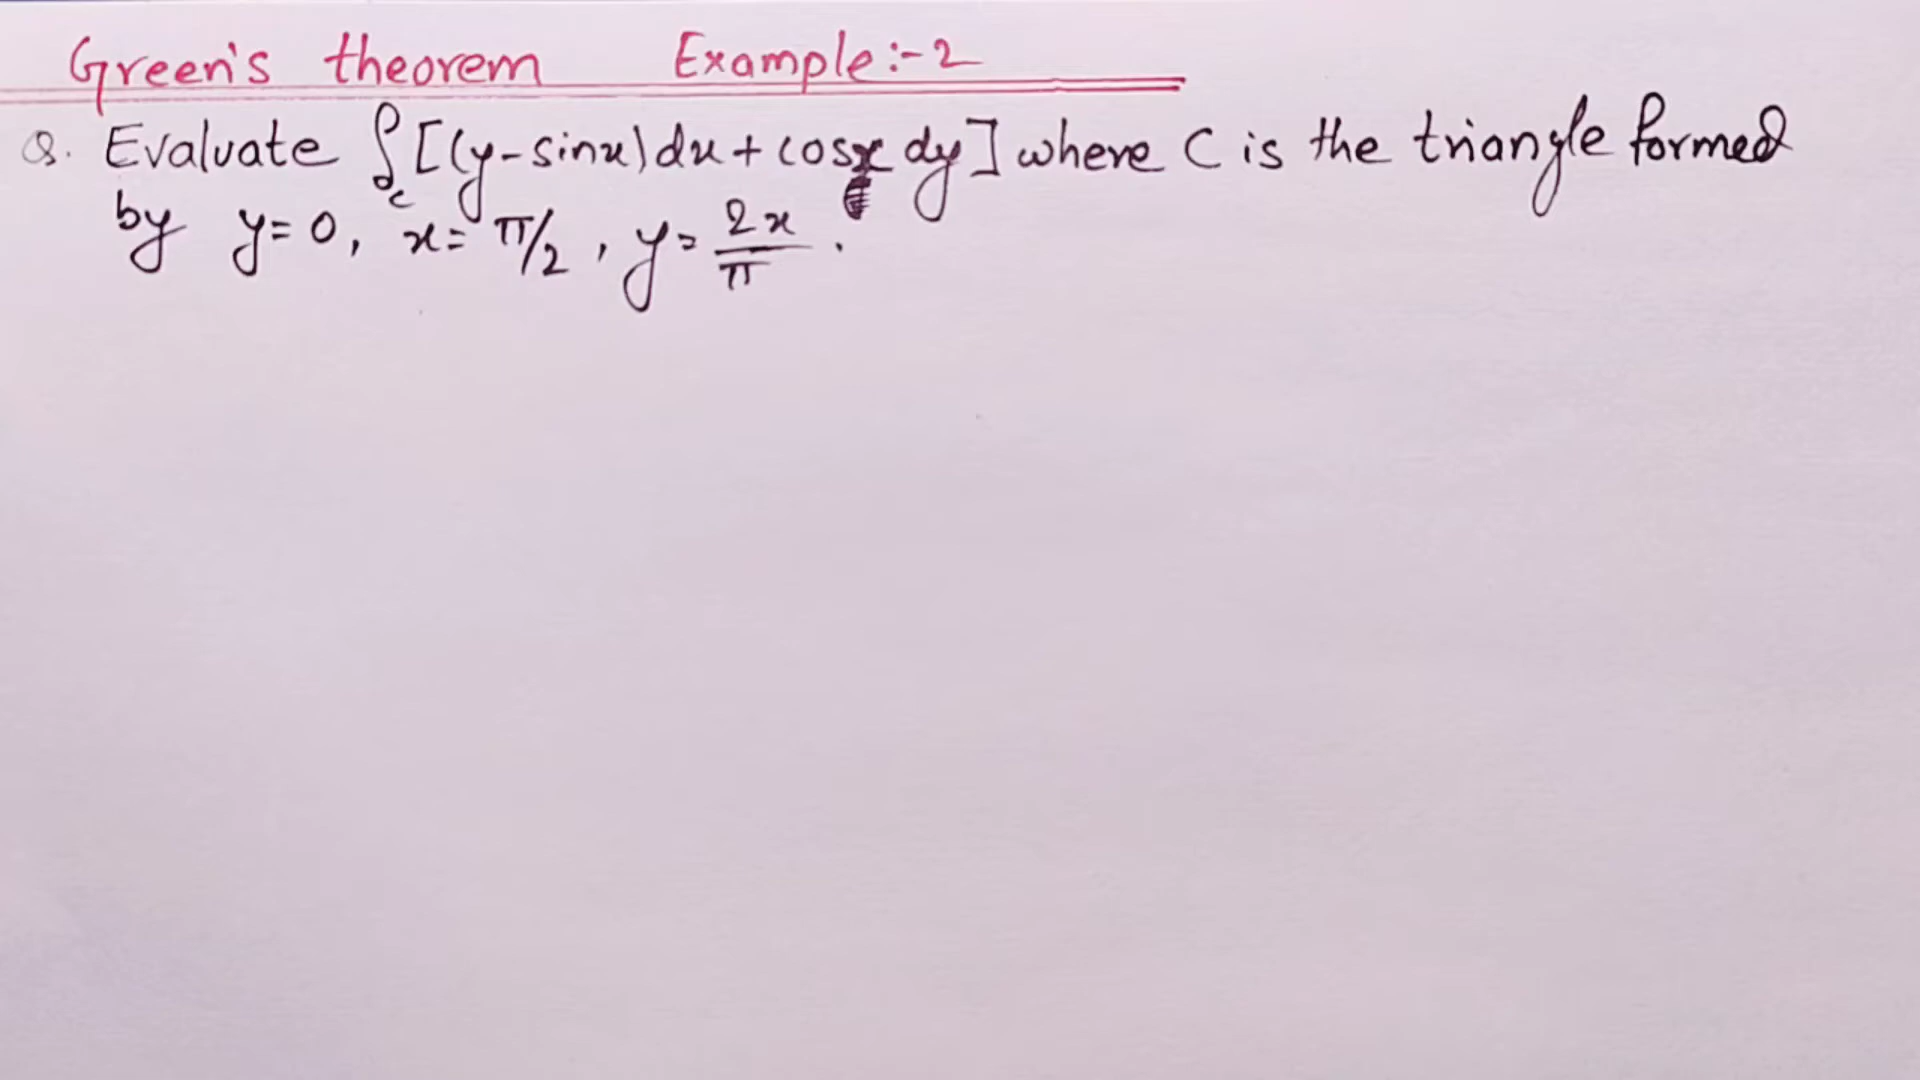 Green's theorem Example:-2
Q. Evaluate ∮c [(y-sinx)dx + cosx dy] where C is the triangle formed
by y=0, x=π/2, y=2x/π.